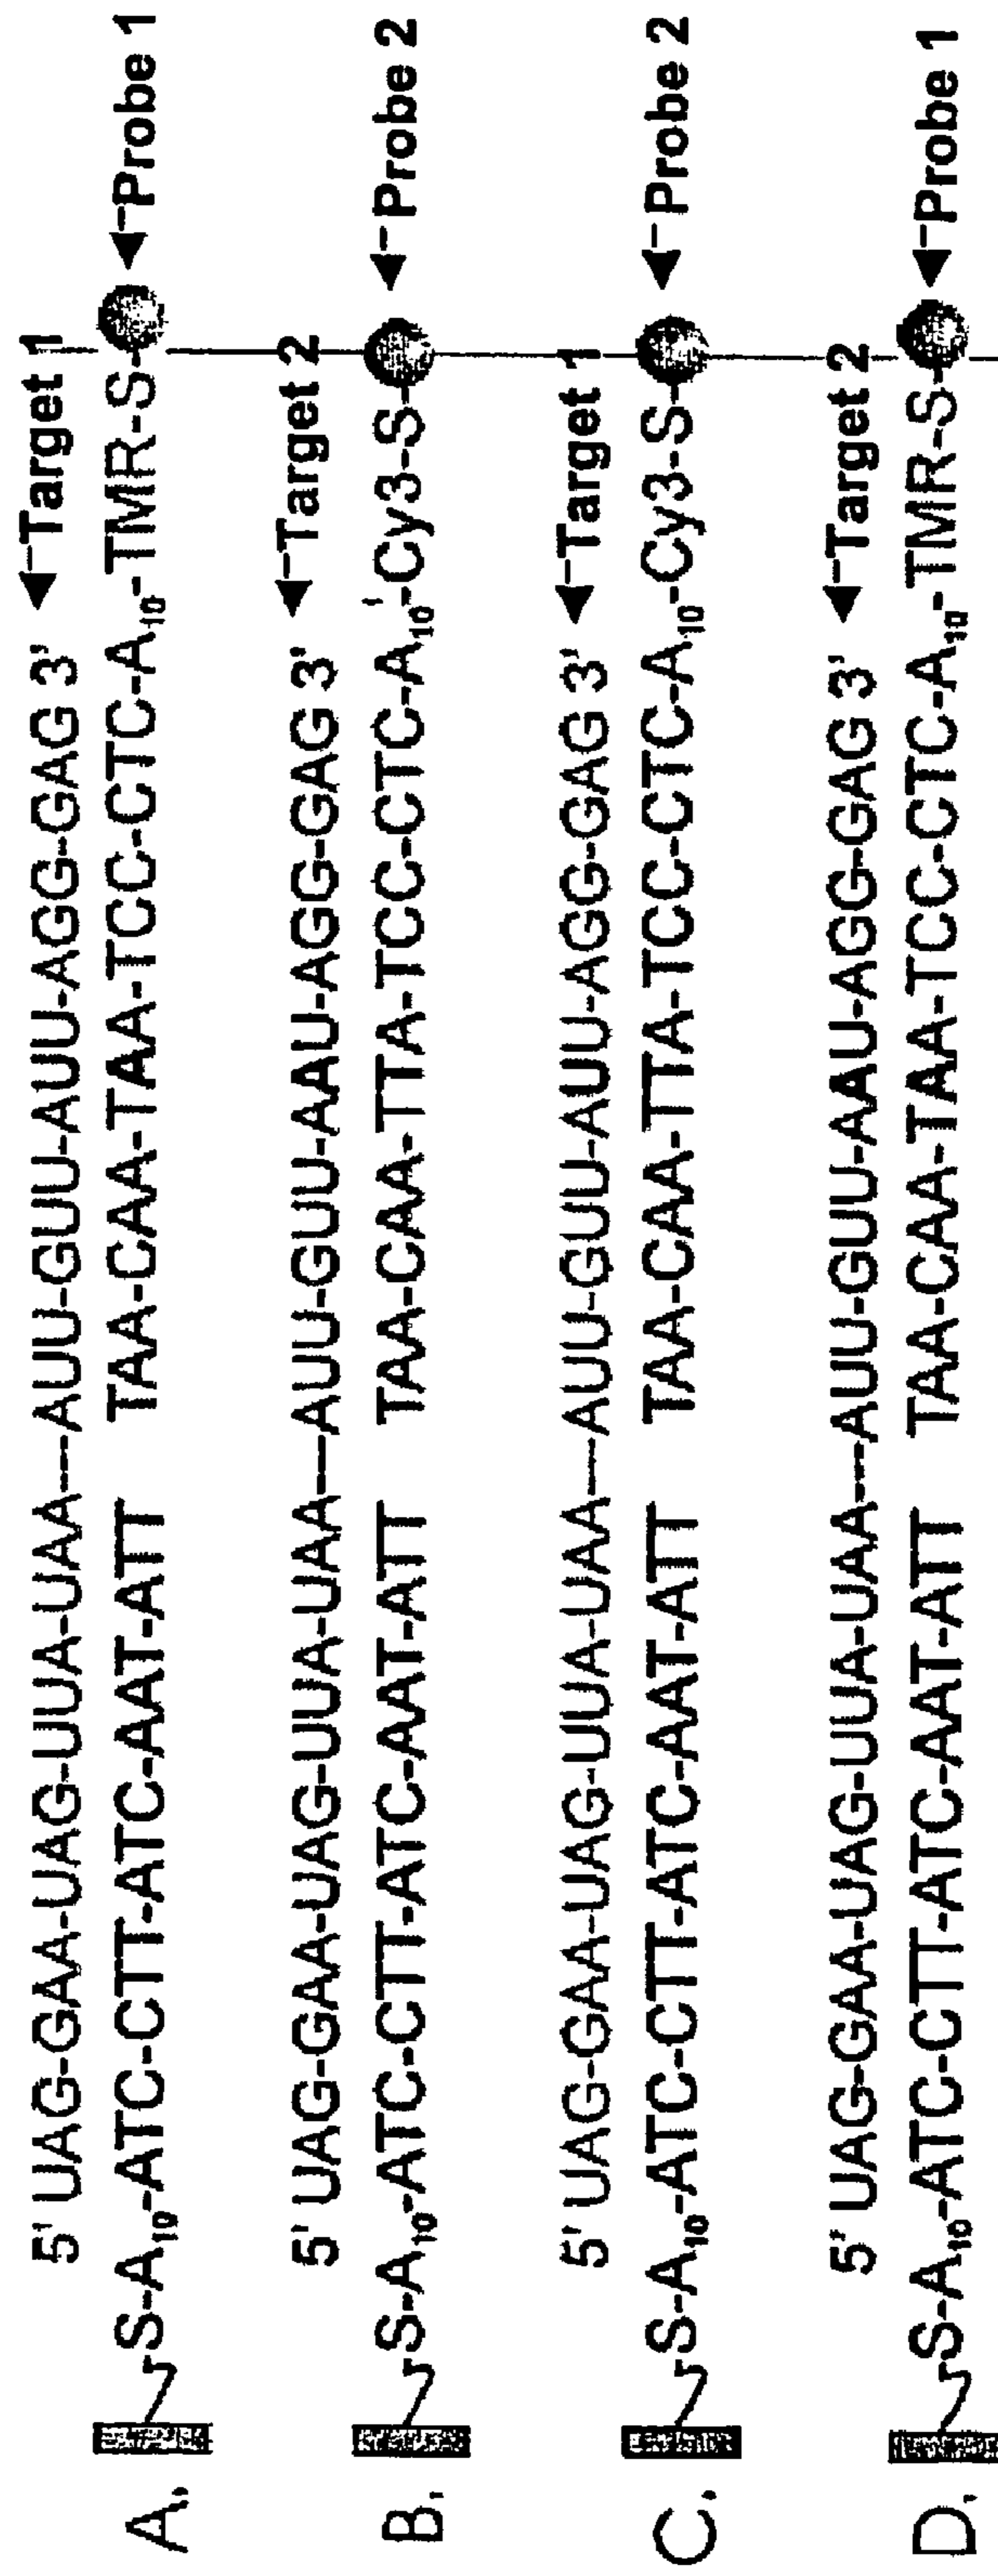 5' UAG-GAA-UAG-UUA-UAA---AUU-GUU-AUU-AGG-GAG 3' Target 1
A. S-A10-ATC-CTT-ATC-AAT-ATT TAA-CAA-TAA-TCC-CTC-A10-TMR-S- Probe 1
5' UAG-GAA-UAG-UUA-UAA---AUU-GUU-AAU-AGG-GAG 3' Target 2
B. S-A10-ATC-CTT-ATC-AAT-ATT TAA-CAA-TTA-TCC-CTC-A10'-Cy3-S- Probe 2
5' UAG-GAA-UAG-UUA-UAA---AUU-GUU-AUU-AGG-GAG 3' Target 1
C. S-A10-ATC-CTT-ATC-AAT-ATT TAA-CAA-TTA-TCC-CTC-A10-Cy3-S- Probe 2
5' UAG-GAA-UAG-UUA-UAA---AUU-GUU-AAU-AGG-GAG 3' Target 2
D. S-A10-ATC-CTT-ATC-AAT-ATT TAA-CAA-TAA-TCC-CTC-A10-TMR-S- Probe 1